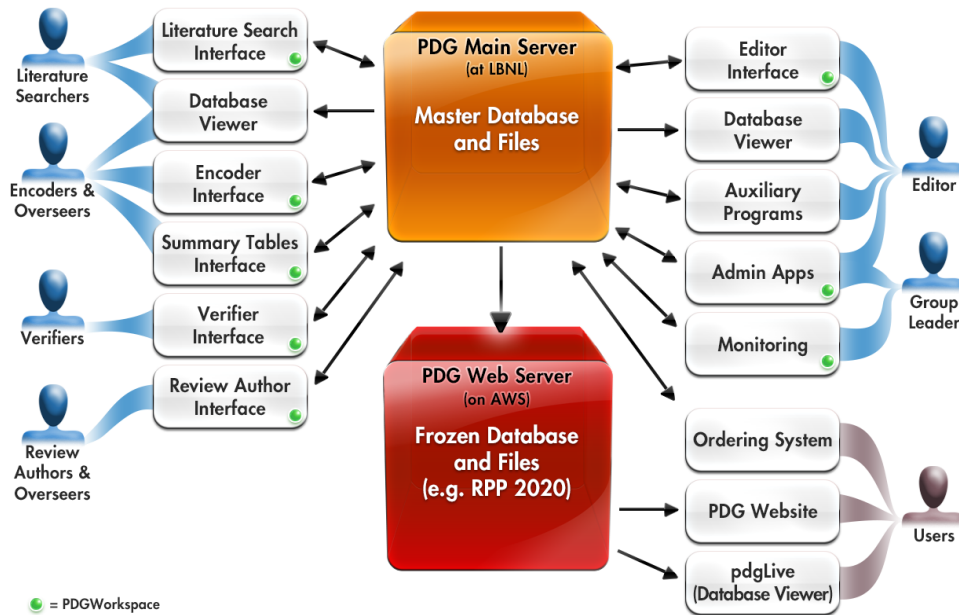 Literature
Searchers
Encoders &
Overseers
Verifiers
Review
Authors &
Overseers
Literature Search
Interface
Database
Viewer
Encoder
Interface
Summary Tables
Interface
Verifier
Interface
Review Author
Interface
PDG Main Server
(at LBNL)
Master Database
and Files
PDG Web Server
(on AWS)
Frozen Database
and Files
(e.g. RPP 2020)
Editor
Interface
Database
Viewer
Auxiliary
Programs
Admin Apps
Monitoring
Ordering System
PDG Website
pdgLive
(Database Viewer)
Editor
Group
Leader
Users
= PDGWorkspace